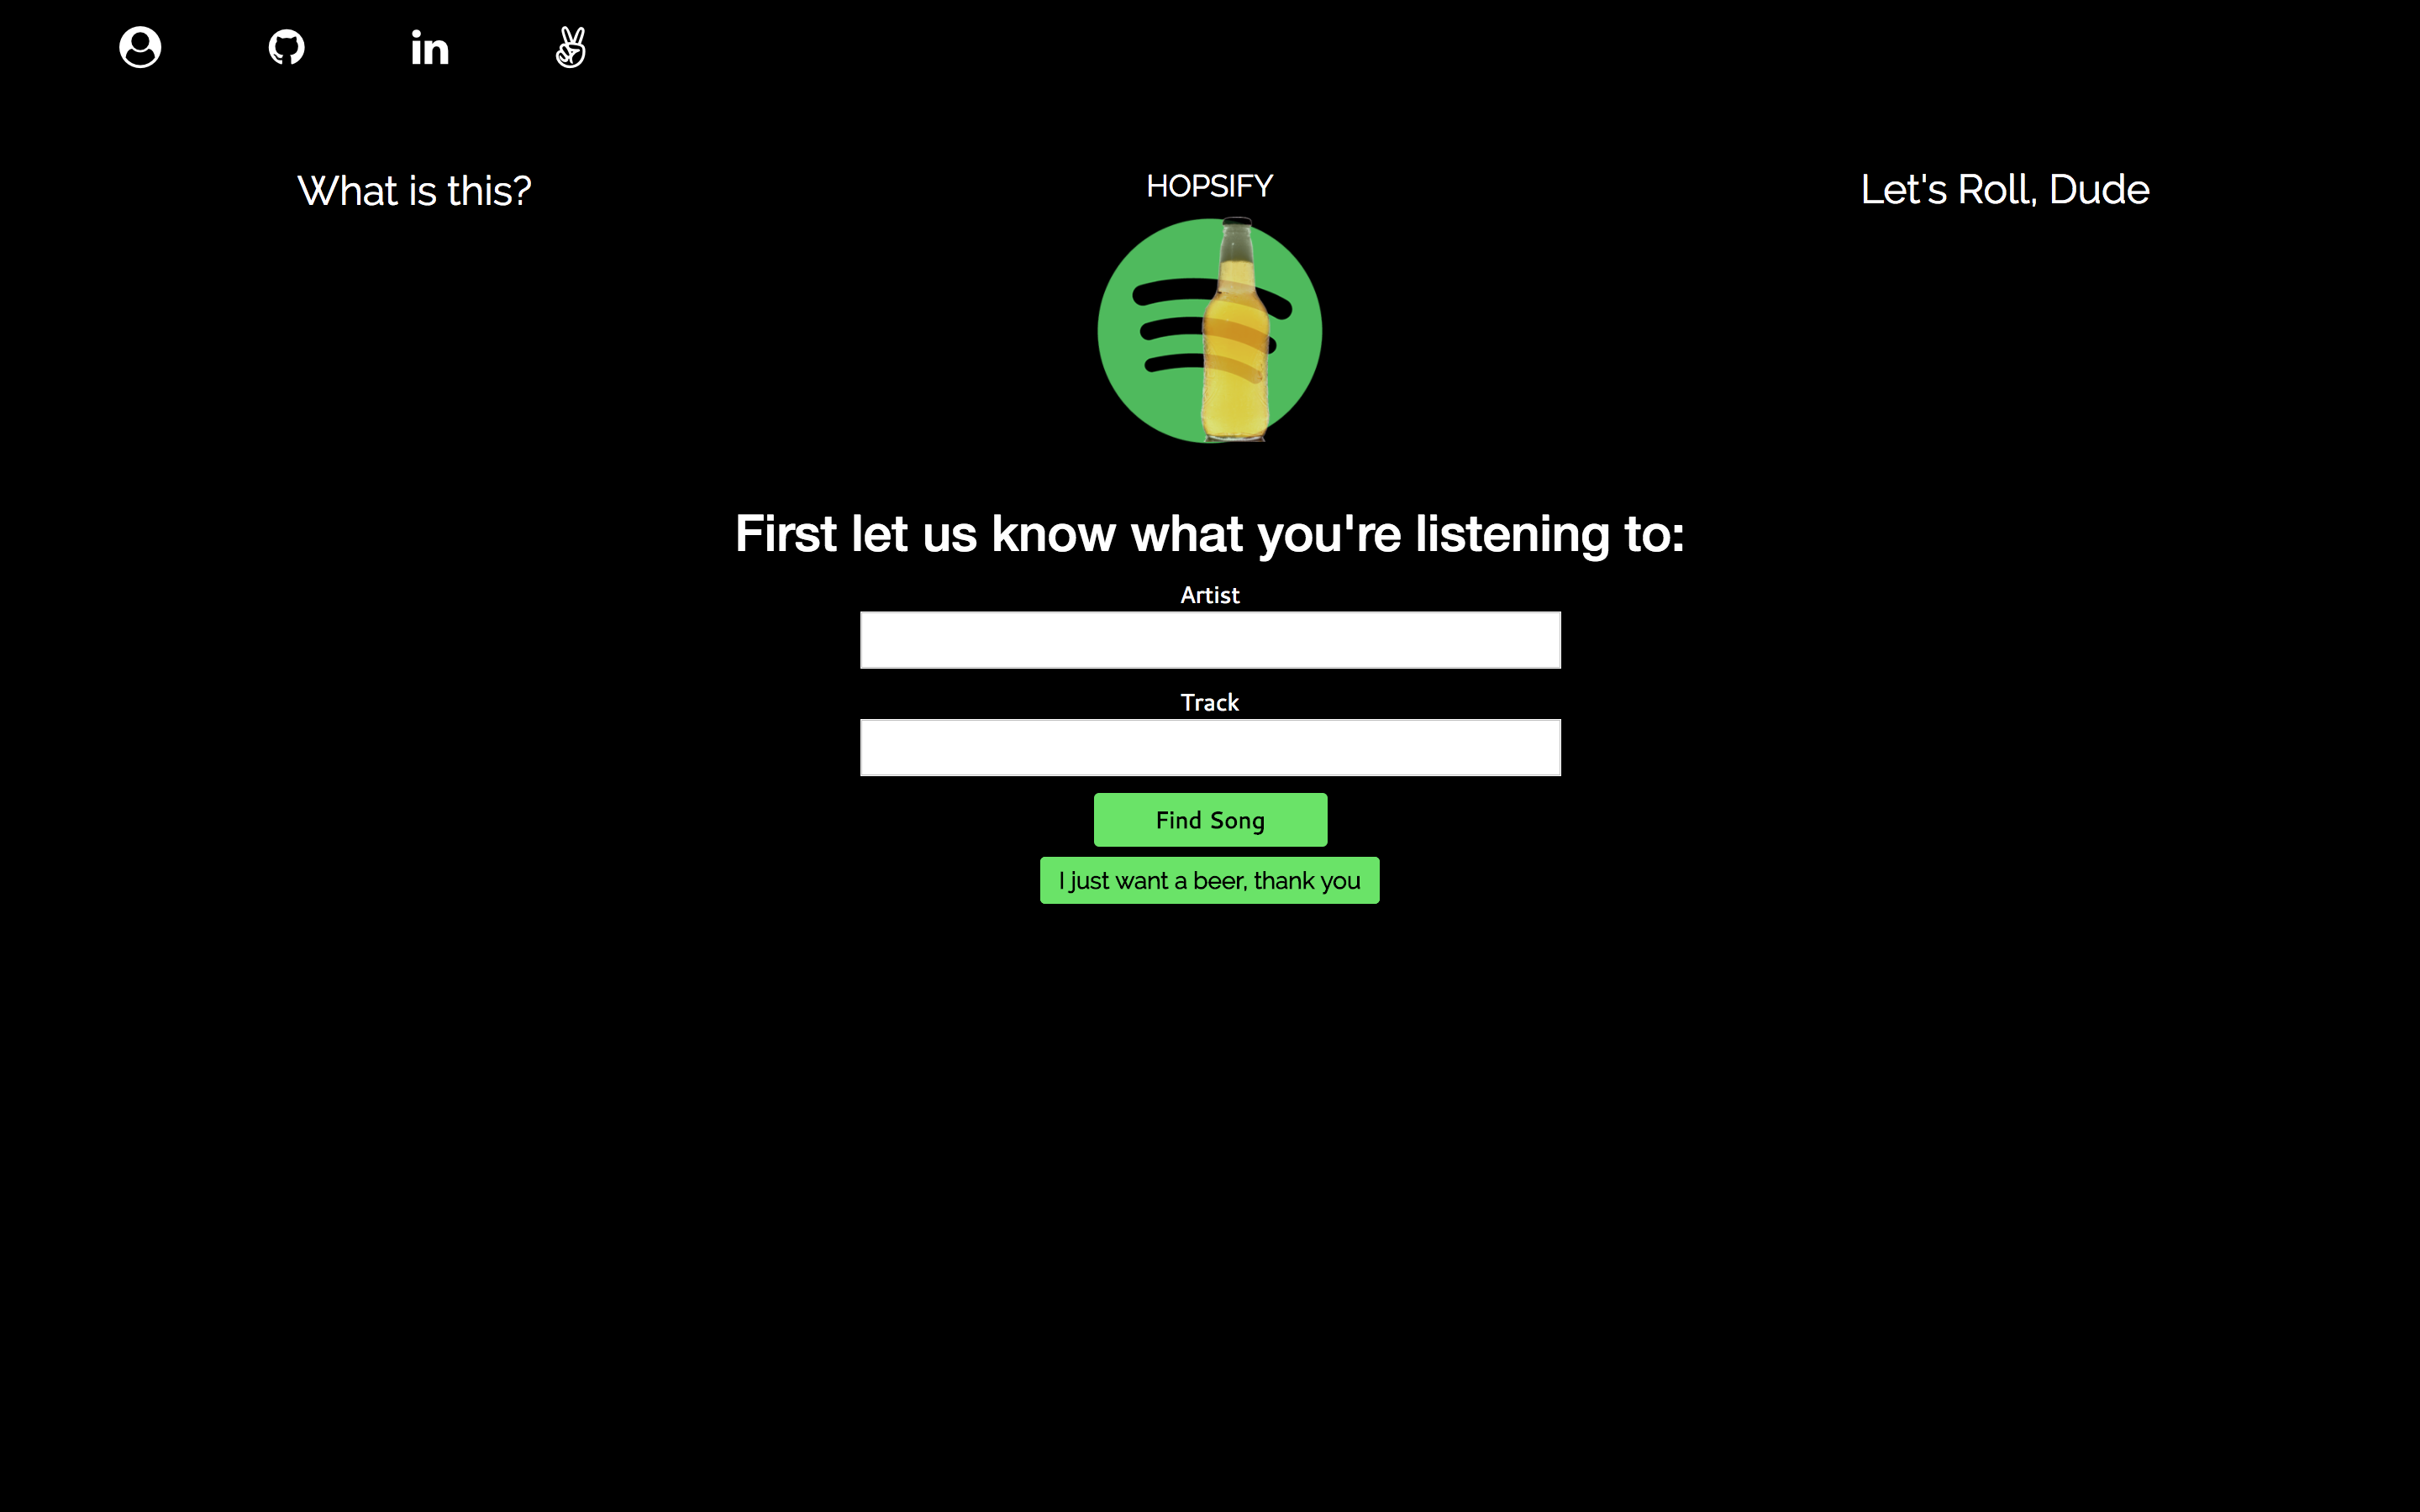 in
What is this?
HOPSIFY
Let's Roll, Dude
First let us know what you're listening to:
Artist
Track
Find Song
I just want a beer, thank you